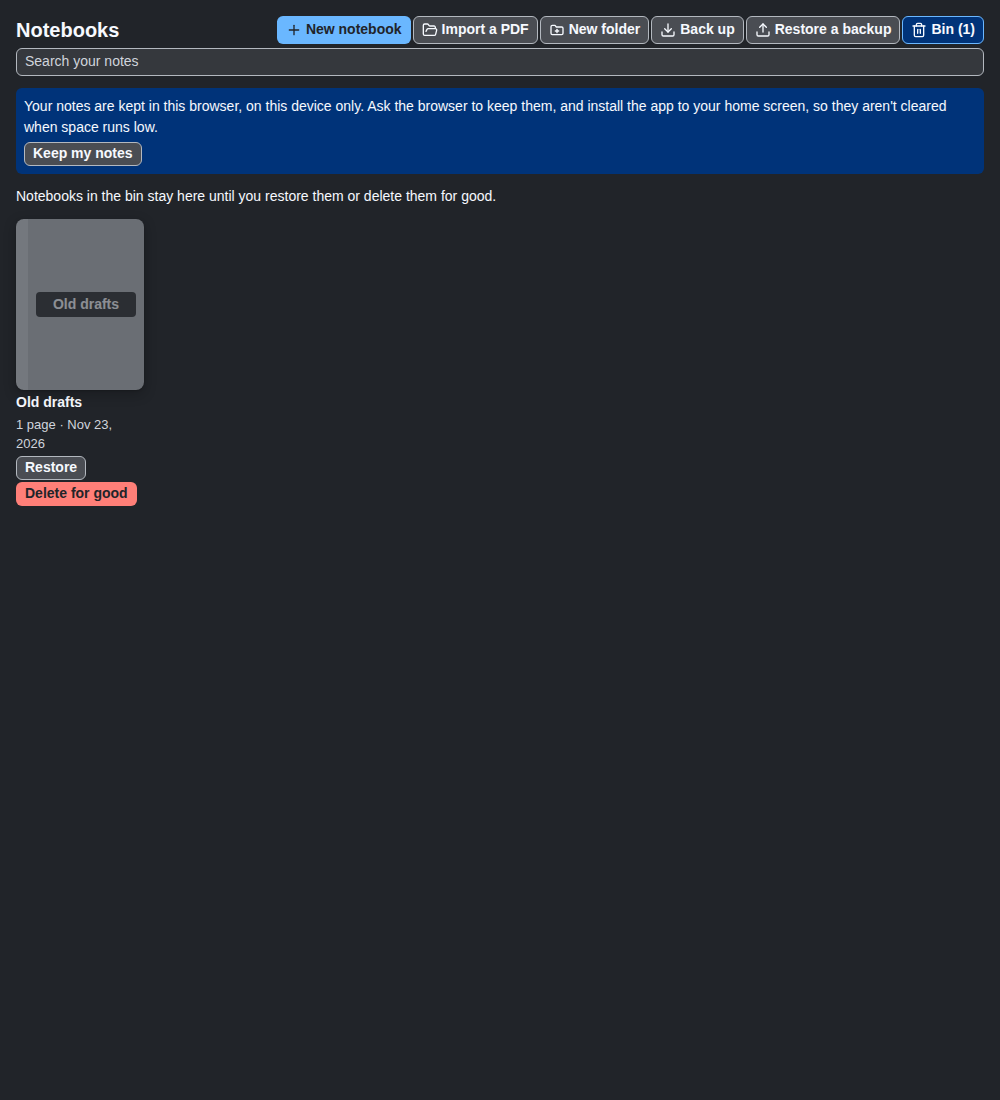 Notebooks
New notebook
Import a PDF
New folder
Back up
Restore a backup
Bin (1)
Search your notes
Your notes are kept in this browser, on this device only. Ask the browser to keep them, and install the app to your home screen, so they aren't cleared
when space runs low.
Keep my notes
Notebooks in the bin stay here until you restore them or delete them for good.
Old drafts
Old drafts
1 page · Nov 23,
2026
Restore
Delete for good